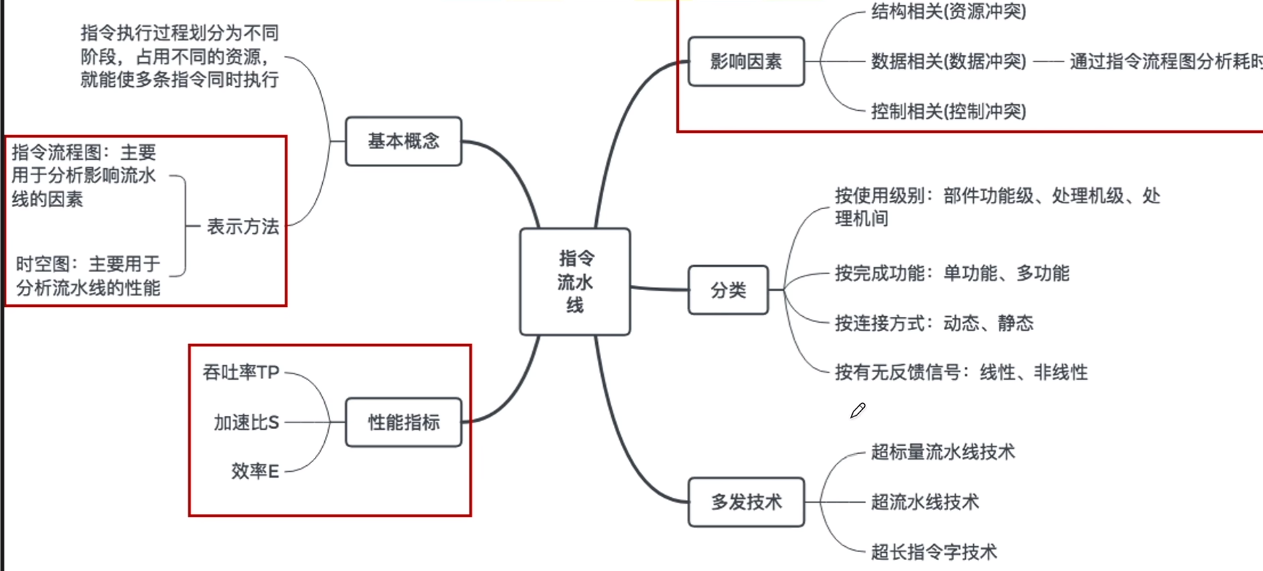 指令执行过程划分为不同
阶段，占用不同的资源，
就能使多条指令同时执行
基本概念
指令流程图：主要
用于分析影响流水
线的因素
表示方法
时空图：主要用于
分析流水线的性能
吞吐率TP
加速比S
效率E
性能指标
指令
流水
线
影响因素
结构相关(资源冲突)
数据相关(数据冲突)
通过指令流程图分析耗时
控制相关(控制冲突)
分类
按使用级别：部件功能级、处理机级、处
理机间
按完成功能：单功能、多功能
按连接方式：动态、静态
按有无反馈信号：线性、非线性
多发技术
超标量流水线技术
超流水线技术
超长指令字技术